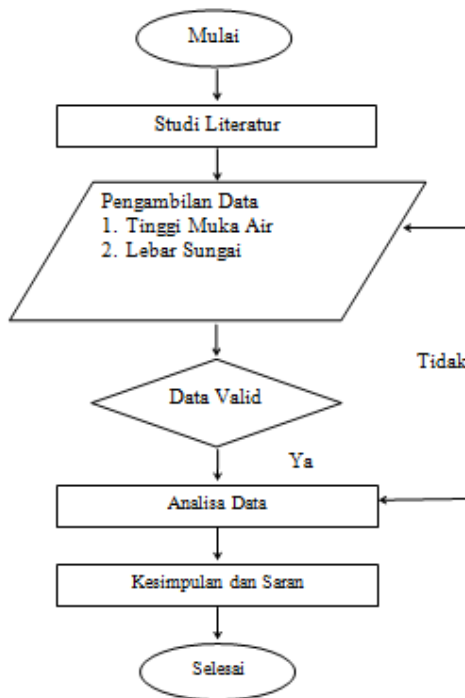 Mulai
Studi Literatur
Pengambilan Data
1. Tinggi Muka Air
2. Lebar Sungai
Tidak
Data Valid
Ya
Analisa Data
Kesimpulan dan Saran
Selesai